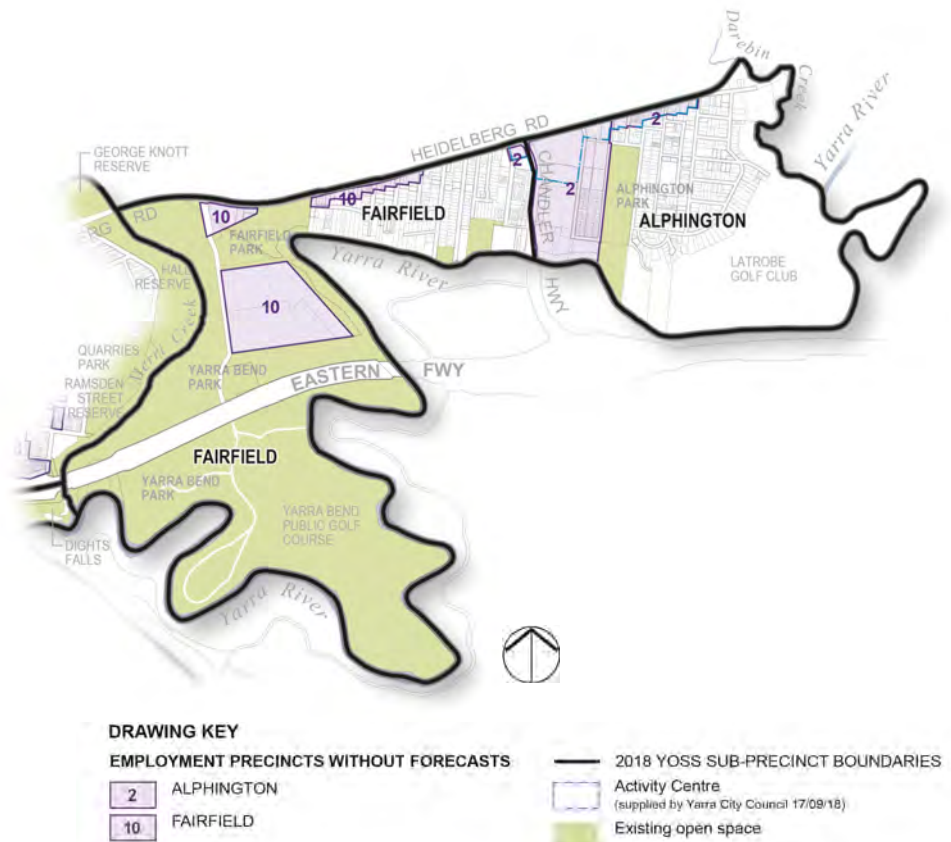 Darebin
Creek
Yarra River
GEORGE KNOTT
RESERVE
HEIDELBERG RD
2
2
CHANDLER
HWY
2
10
10
FAIRFIELD
FAIRFIELD
PARK
ALPHINGTON
PARK
ALPHINGTON
ERG RD
HALL
RESERVE
Yarra River
LATROBE
GOLF CLUB
10
Merri Creek
QUARRIES
PARK
YARRA BEND
PARK
RAMSDEN
STREET
RESERVE
EASTERN FWY
FAIRFIELD
YARRA BEND
PARK
YARRA BEND
PUBLIC GOLF
COURSE
DIGHTS
FALLS
Yarra River
DRAWING KEY
EMPLOYMENT PRECINCTS WITHOUT FORECASTS
2 ALPHINGTON
10 FAIRFIELD
2018 YOSS SUB-PRECINCT BOUNDARIES
Activity Centre
(supplied by Yarra City Council 17/09/18)
Existing open space